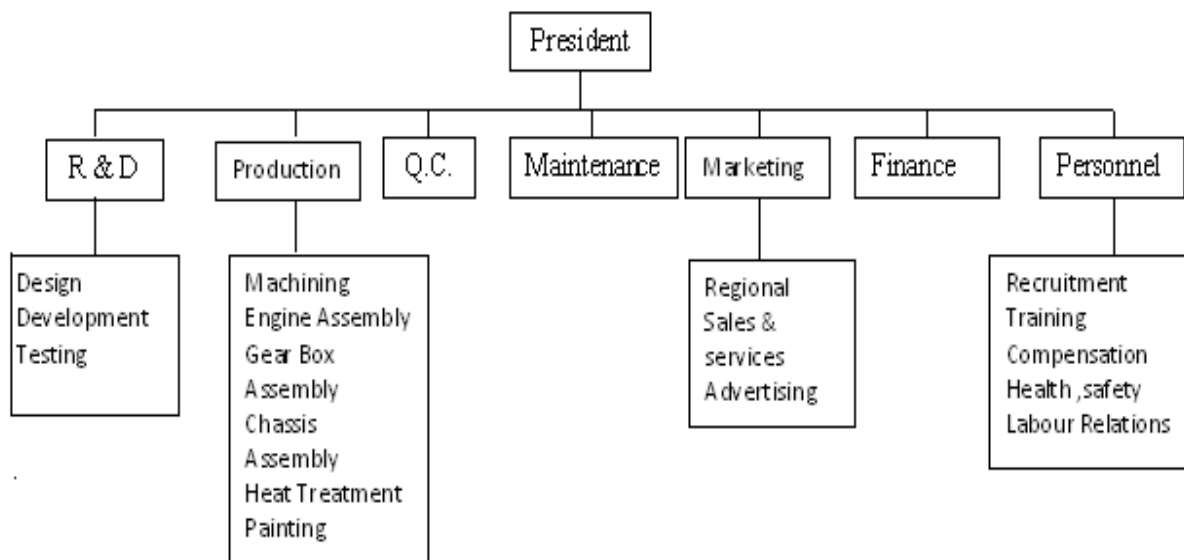 President
R & D
Production
Q.C.
Maintenance
Marketing
Finance
Personnel
Design
Development
Testing
Machining
Engine Assembly
Gear Box
Assembly
Chassis
Assembly
Heat Treatment
Painting
Regional
Sales &
services
Advertising
Recruitment
Training
Compensation
Health ,safety
Labour Relations
.